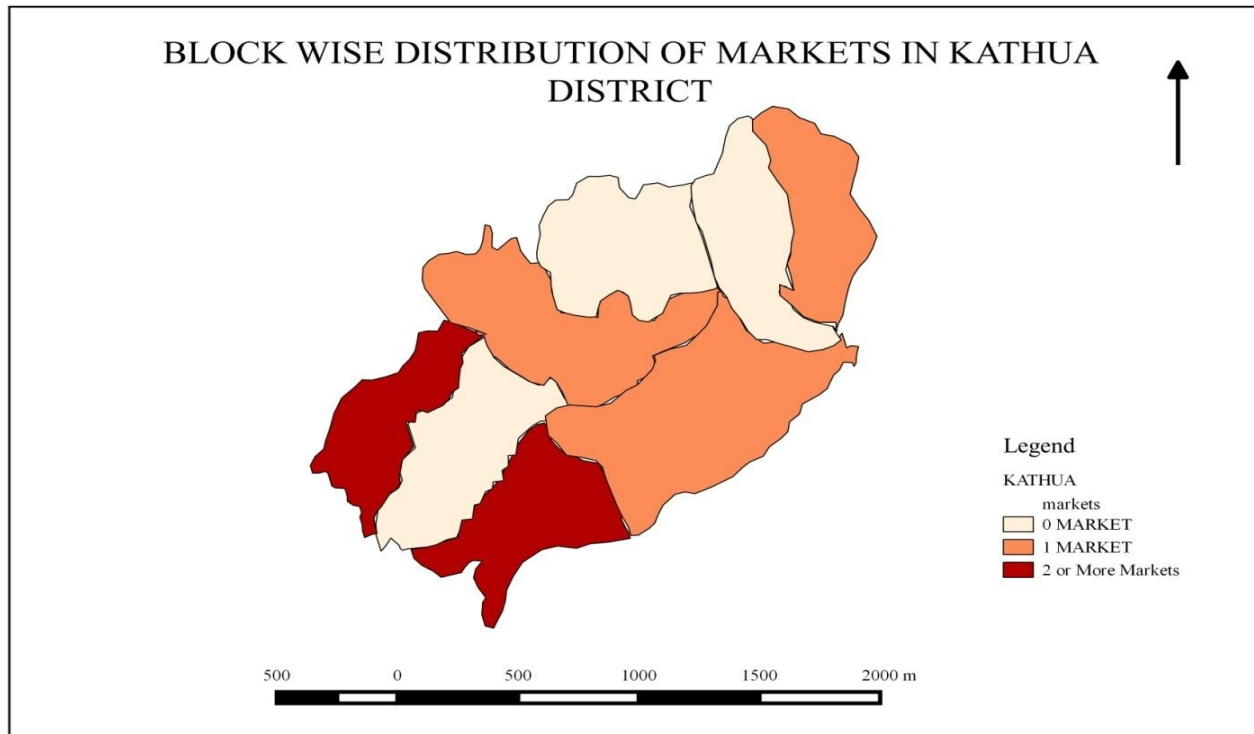 BLOCK WISE DISTRIBUTION OF MARKETS IN KATHUA
DISTRICT
Legend
KATHUA
markets
0 MARKET
1 MARKET
2 or More Markets
500 0 500 1000 1500 2000 m